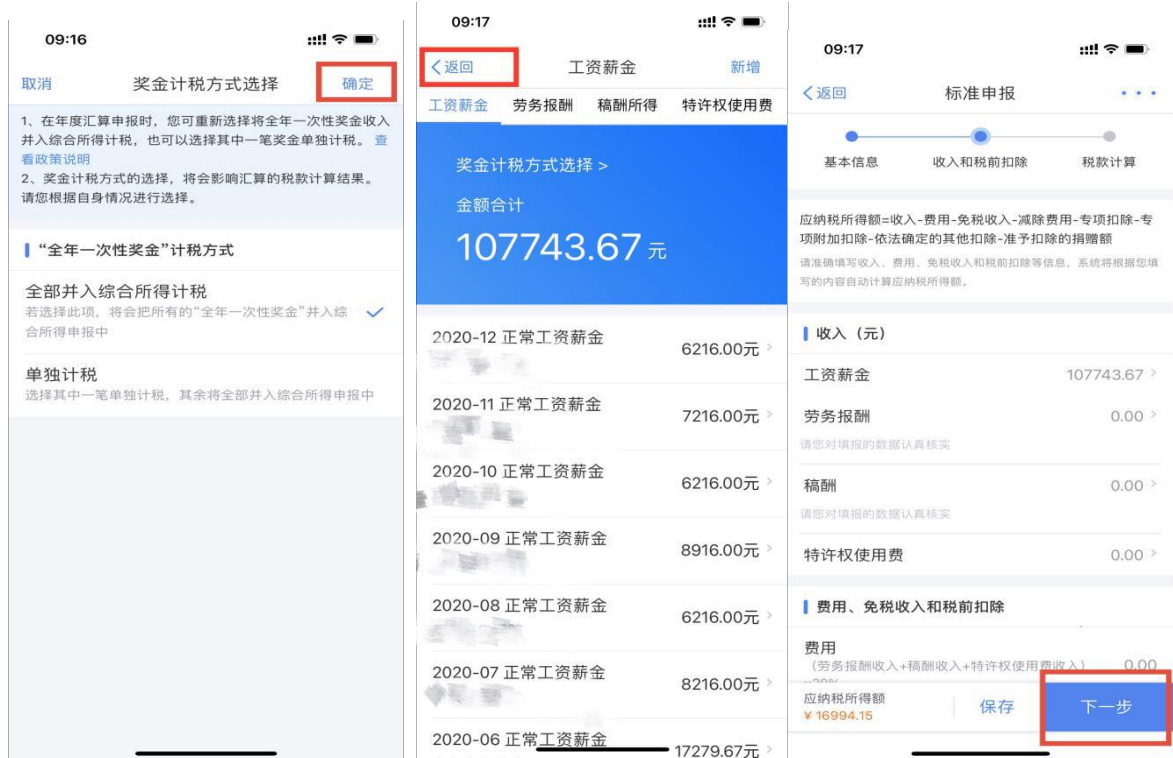 09:16
取消
奖金计税方式选择
确定
1、在年度汇算申报时，您可重新选择将全年一次性奖金收入
并入综合所得计税，也可以选择其中一笔奖金单独计税。 查
看政策说明
2、奖金计税方式的选择，将会影响汇算的税款计算结果。
请您根据自身情况进行选择。
“全年一次性奖金”计税方式
全部并入综合所得计税
若选择此项，将会把所有的“全年一次性奖金”并入综
合所得申报中
单独计税
选择其中一笔单独计税，其余将全部并入综合所得申报中
09:17
返回
工资薪金
新增
工资薪金 劳务报酬 稿酬所得 特许权使用费
奖金计税方式选择 >
金额合计
107743.67 元
2020-12 正常工资薪金
6216.00元
2020-11 正常工资薪金
7216.00元
2020-10 正常工资薪金
6216.00元
2020-09 正常工资薪金
8916.00元
2020-08 正常工资薪金
6216.00元
2020-07 正常工资薪金
8216.00元
2020-06 正常工资薪金
17279.67元
09:17
返回
标准申报
基本信息 收入和税前扣除 税款计算
应纳税所得额=收入-费用-免税收入-减除费用-专项扣除-专
项附加扣除-依法确定的其他扣除-准予扣除的捐赠额
请准确填写收入、费用、免税收入和税前扣除等信息，系统将根据您填
写的内容自动计算应纳税所得额。
收入（元）
工资薪金 107743.67
劳务报酬 0.00
请您对填报的数据认真核实
稿酬 0.00
请您对填报的数据认真核实
特许权使用费 0.00
费用、免税收入和税前扣除
费用
（劳务报酬收入+稿酬收入+特许权使用费收入） 0.00
应纳税所得额
¥ 16994.15
保存
下一步